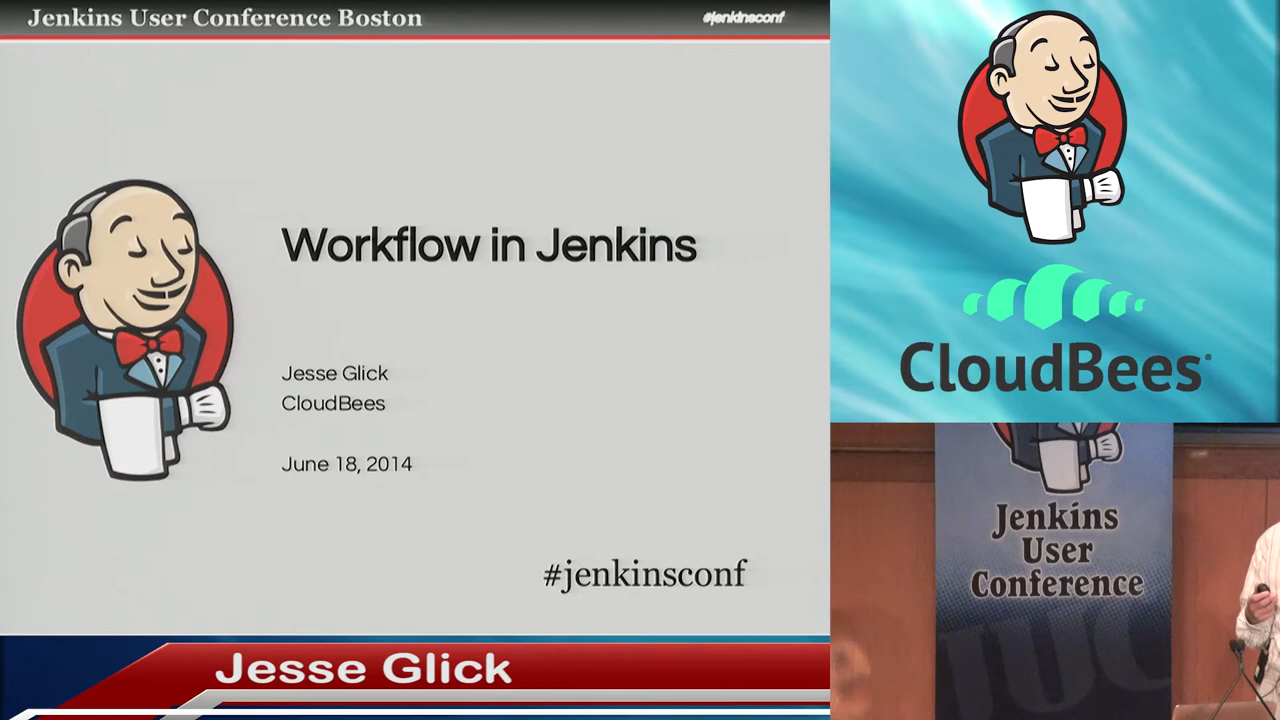 Jenkins User Conference Boston
#jenkinsconf
Workflow in Jenkins
Jesse Glick
CloudBees
June 18, 2014
#jenkinsconf
Jesse Glick
CloudBees®
Jenkins
User
Conference
JUC